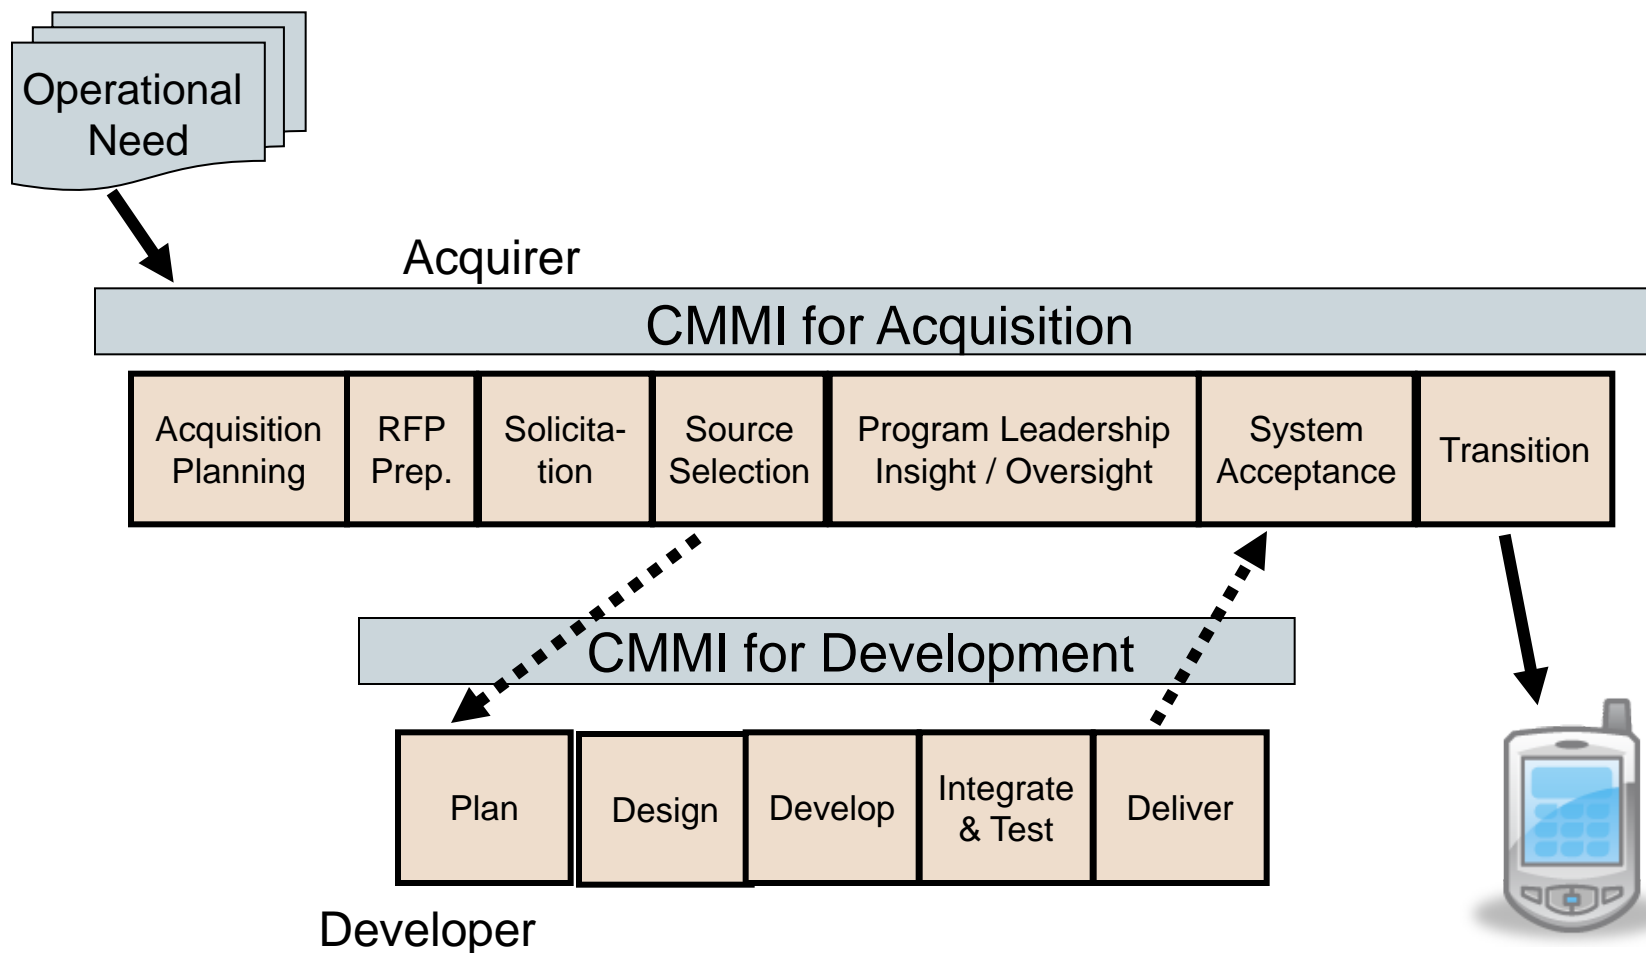 Operational
Need
Acquirer
CMMI for Acquisition
Acquisition
Planning
RFP
Prep.
Solicita-
tion
Source
Selection
Program Leadership
Insight / Oversight
System
Acceptance
Transition
CMMI for Development
Plan
Design
Develop
Integrate
& Test
Deliver
Developer